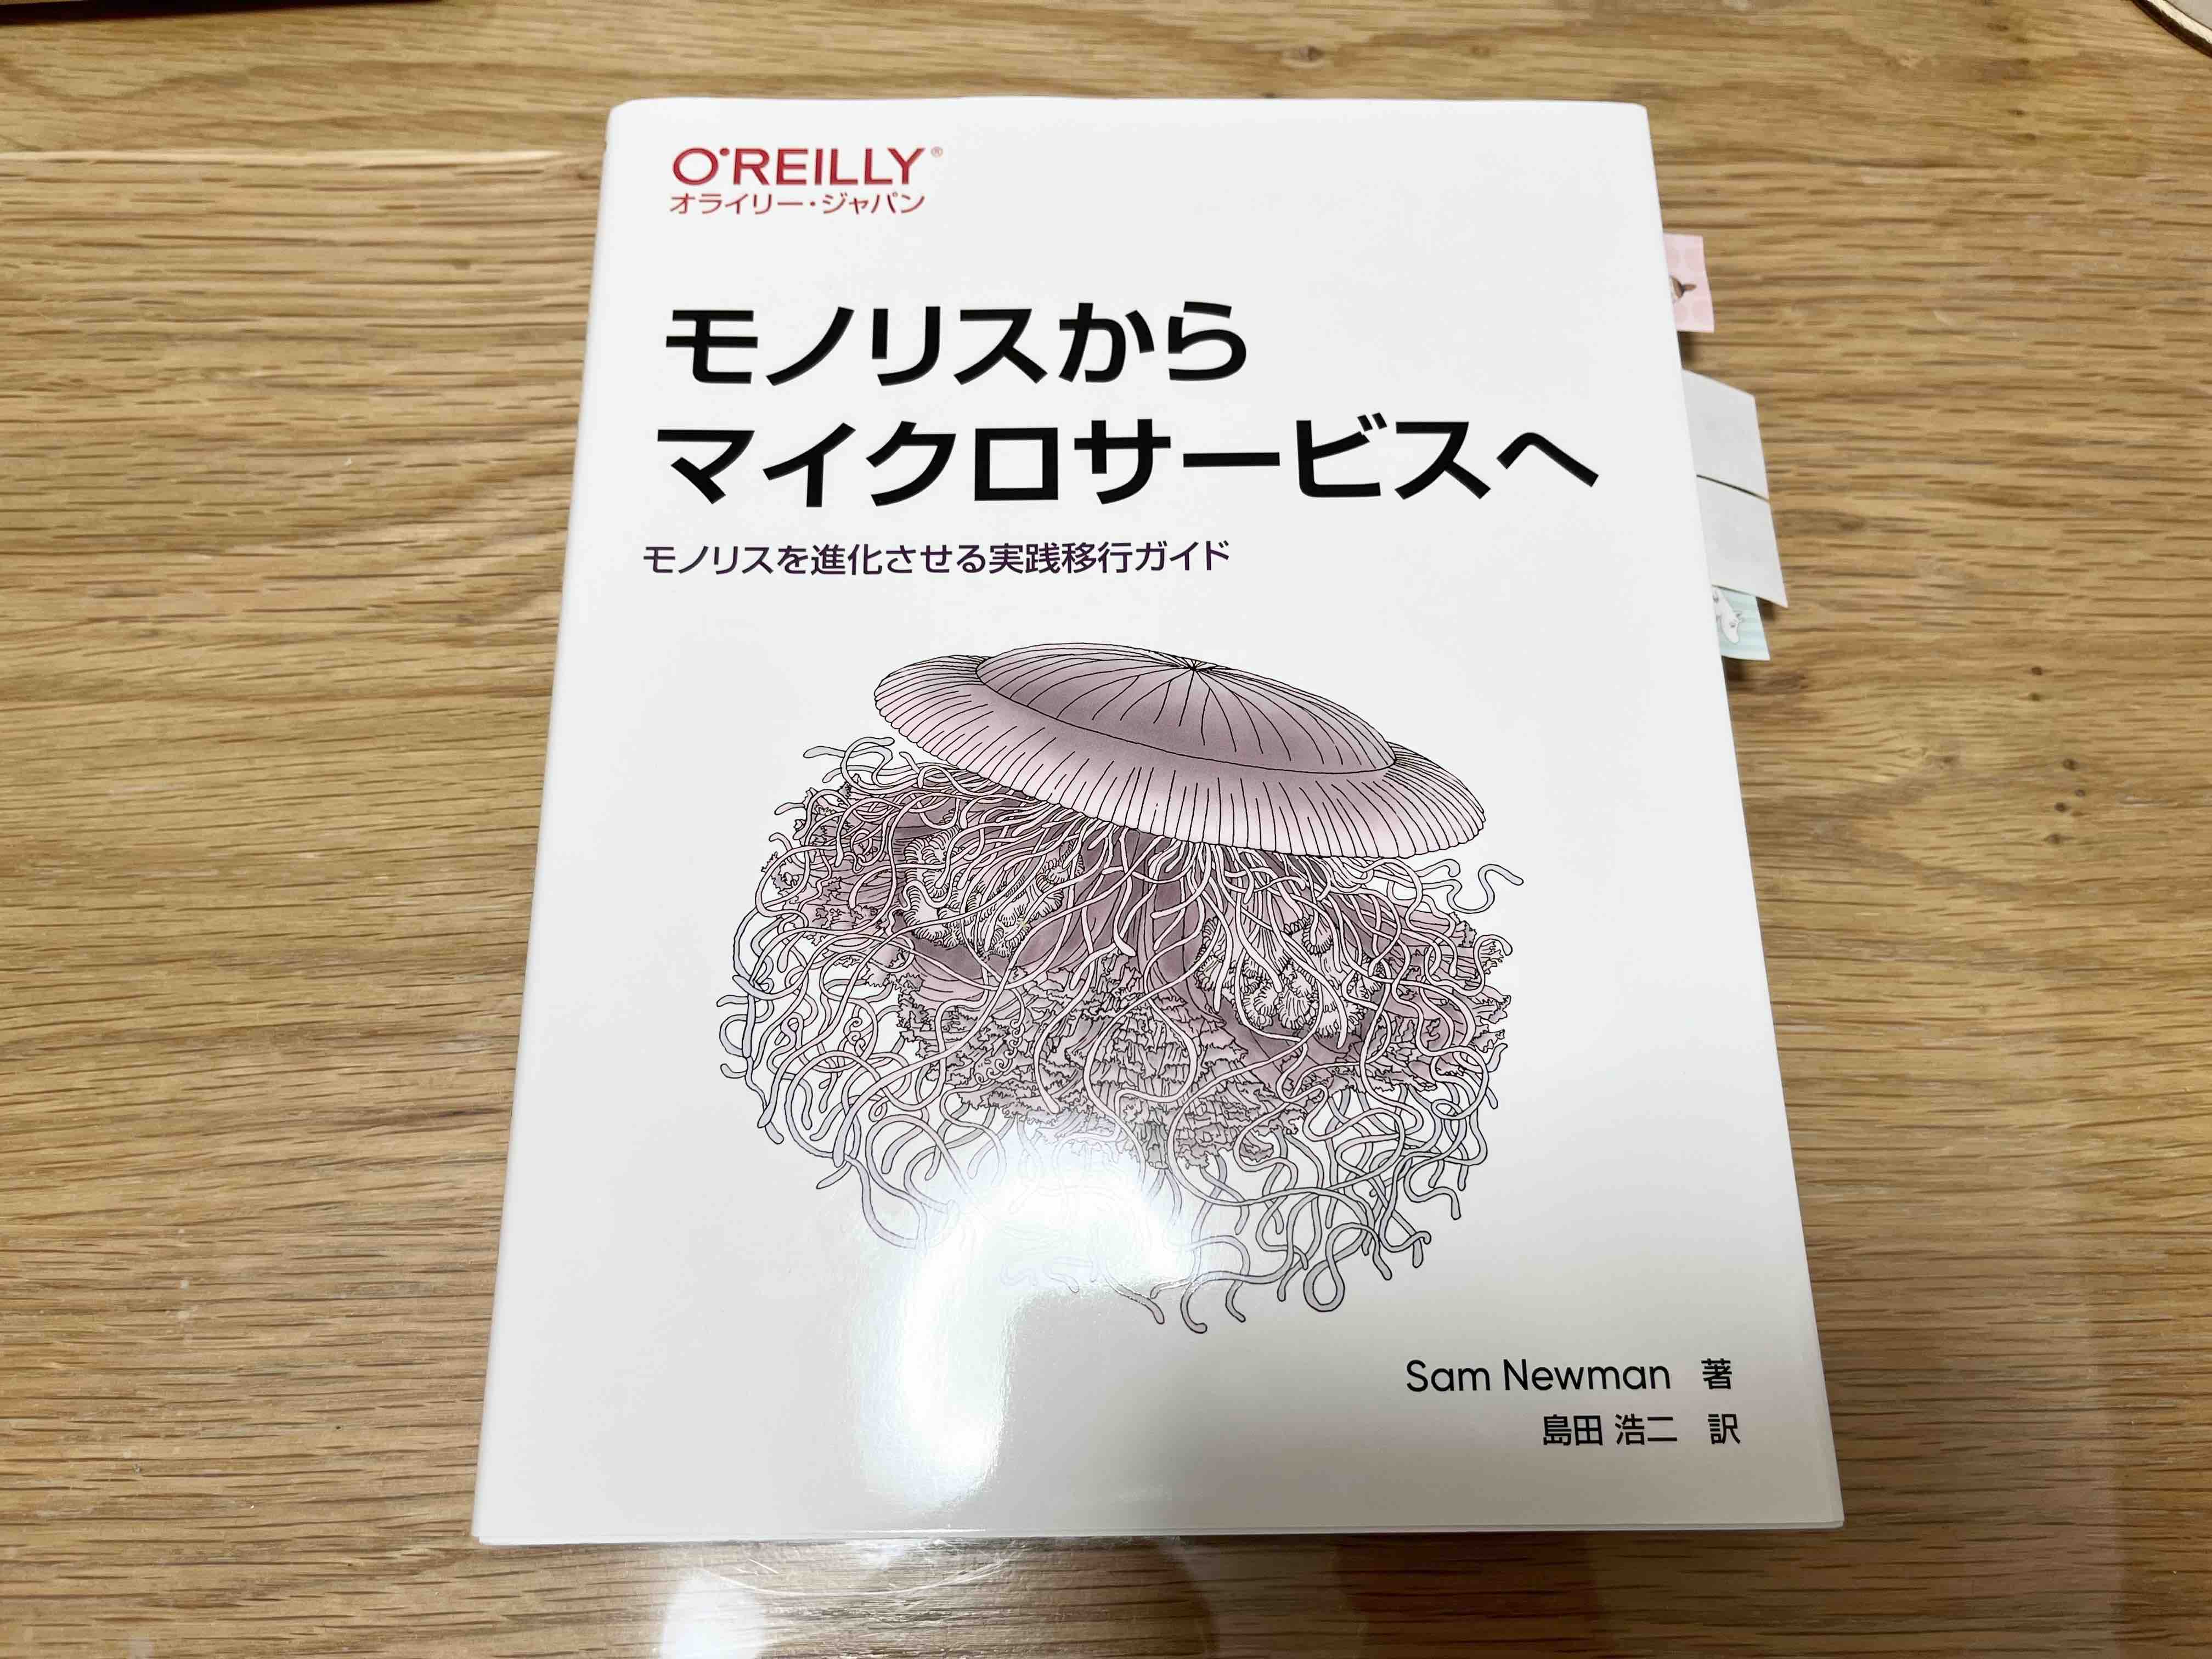 O'REILLY®
オライリー・ジャパン
モノリスから
マイクロサービスへ
モノリスを進化させる実践移行ガイド
Sam Newman 著
島田 浩二 訳